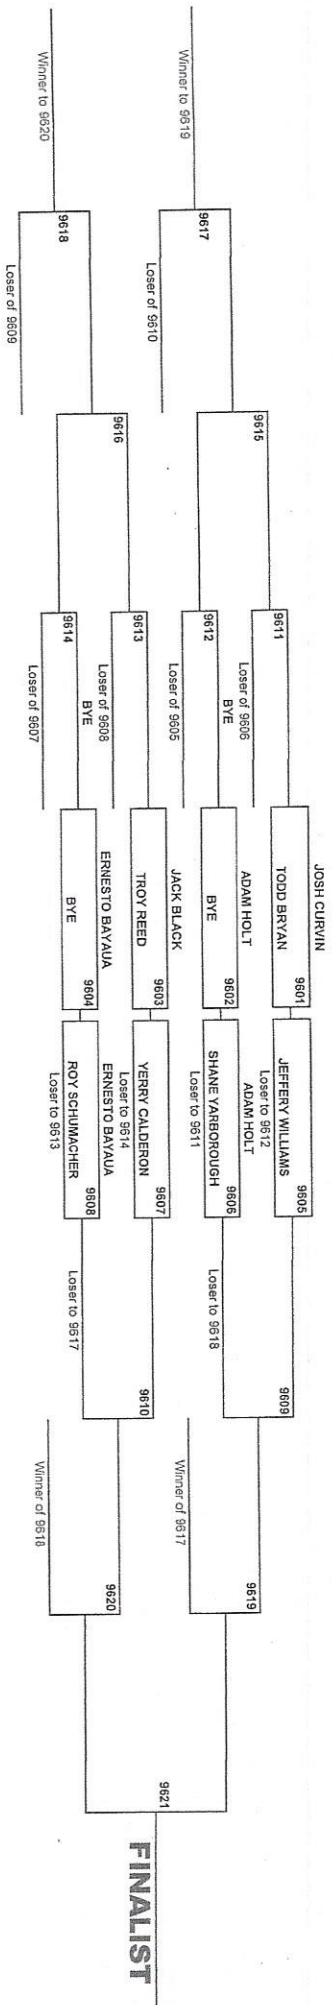 JOSH CURVIN
9601
TODD BRYAN
ADAM HOLT
9602
BYE
JACK BLACK
9603
TROY REED
ERNESTO BAYAUA
9604
BYE
9605
JEFFERY WILLIAMS
Loser to 9612
ADAM HOLT
9606
SHANE YARBOROUGH
Loser to 9611
9607
YERRY CALDERON
Loser to 9614
ERNESTO BAYAUA
9608
ROY SCHUMACHER
Loser to 9613
9609
Loser to 9618
9610
Loser to 9617
9619
Winner of 9617
9620
Winner of 9618
9621
FINALIST
9611
Loser of 9606
BYE
9612
Loser of 9605
9613
Loser of 9608
BYE
9614
Loser of 9607
9615
9616
9617
Loser of 9610
Winner to 9619
9618
Loser of 9609
Winner to 9620